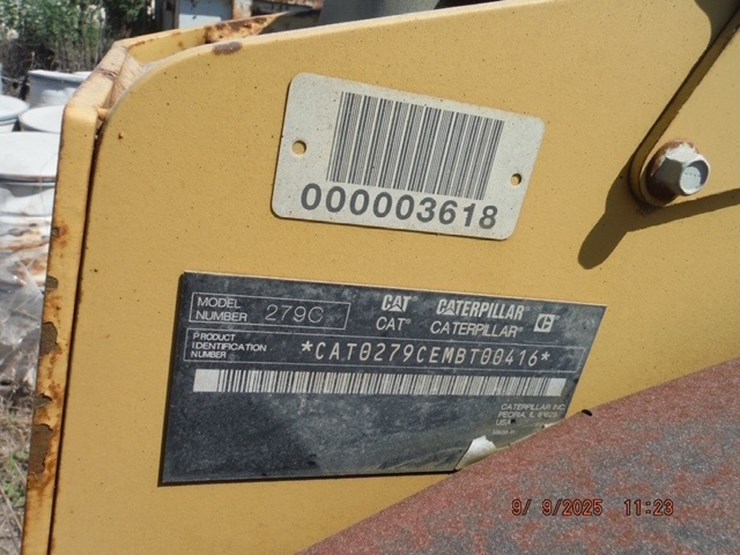 000003618
MODEL NUMBER 279C
CAT CATERPILLAR C
CAT CATERPILLAR
PRODUCT
IDENTIFICATION
NUMBER
*CAT0279CEMBT00416*
CATERPILLAR INC
PEORIA, IL
USA
9/ 9/2025 11:23